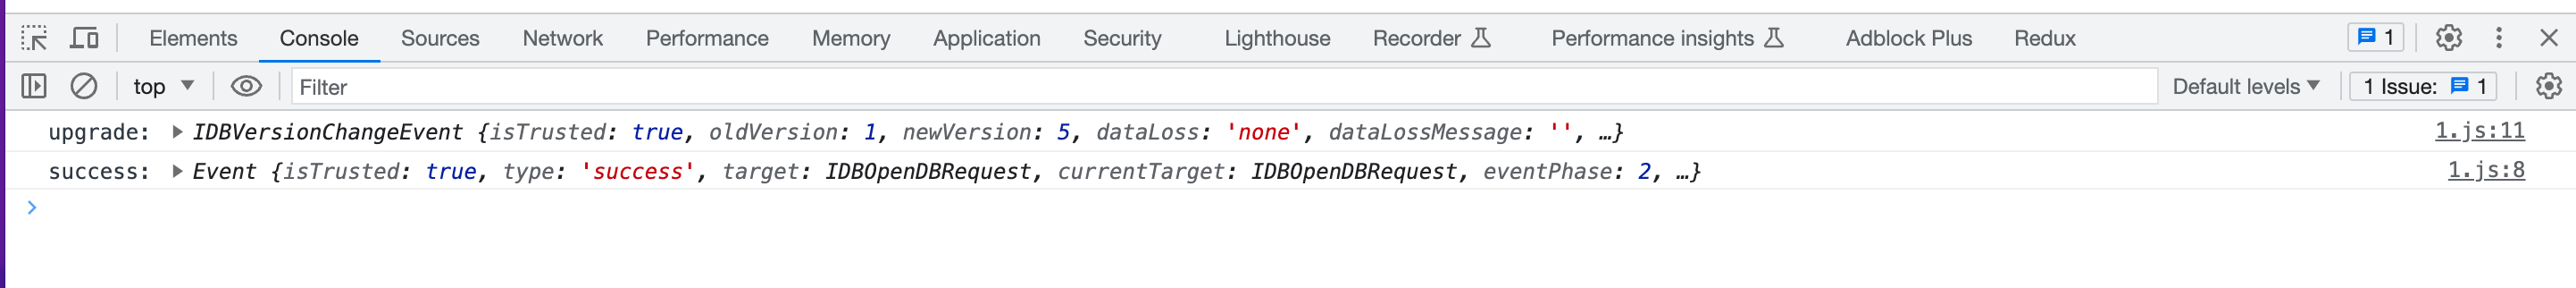 Elements Console Sources Network Performance Memory Application Security Lighthouse Recorder Performance insights Adblock Plus Redux 1
top Filter Default levels 1 Issue: 1
upgrade: IDBVersionChangeEvent {isTrusted: true, oldVersion: 1, newVersion: 5, dataLoss: 'none', dataLossMessage: '', …} 1.js:11
success: Event {isTrusted: true, type: 'success', target: IDBOpenDBRequest, currentTarget: IDBOpenDBRequest, eventPhase: 2, …} 1.js:8